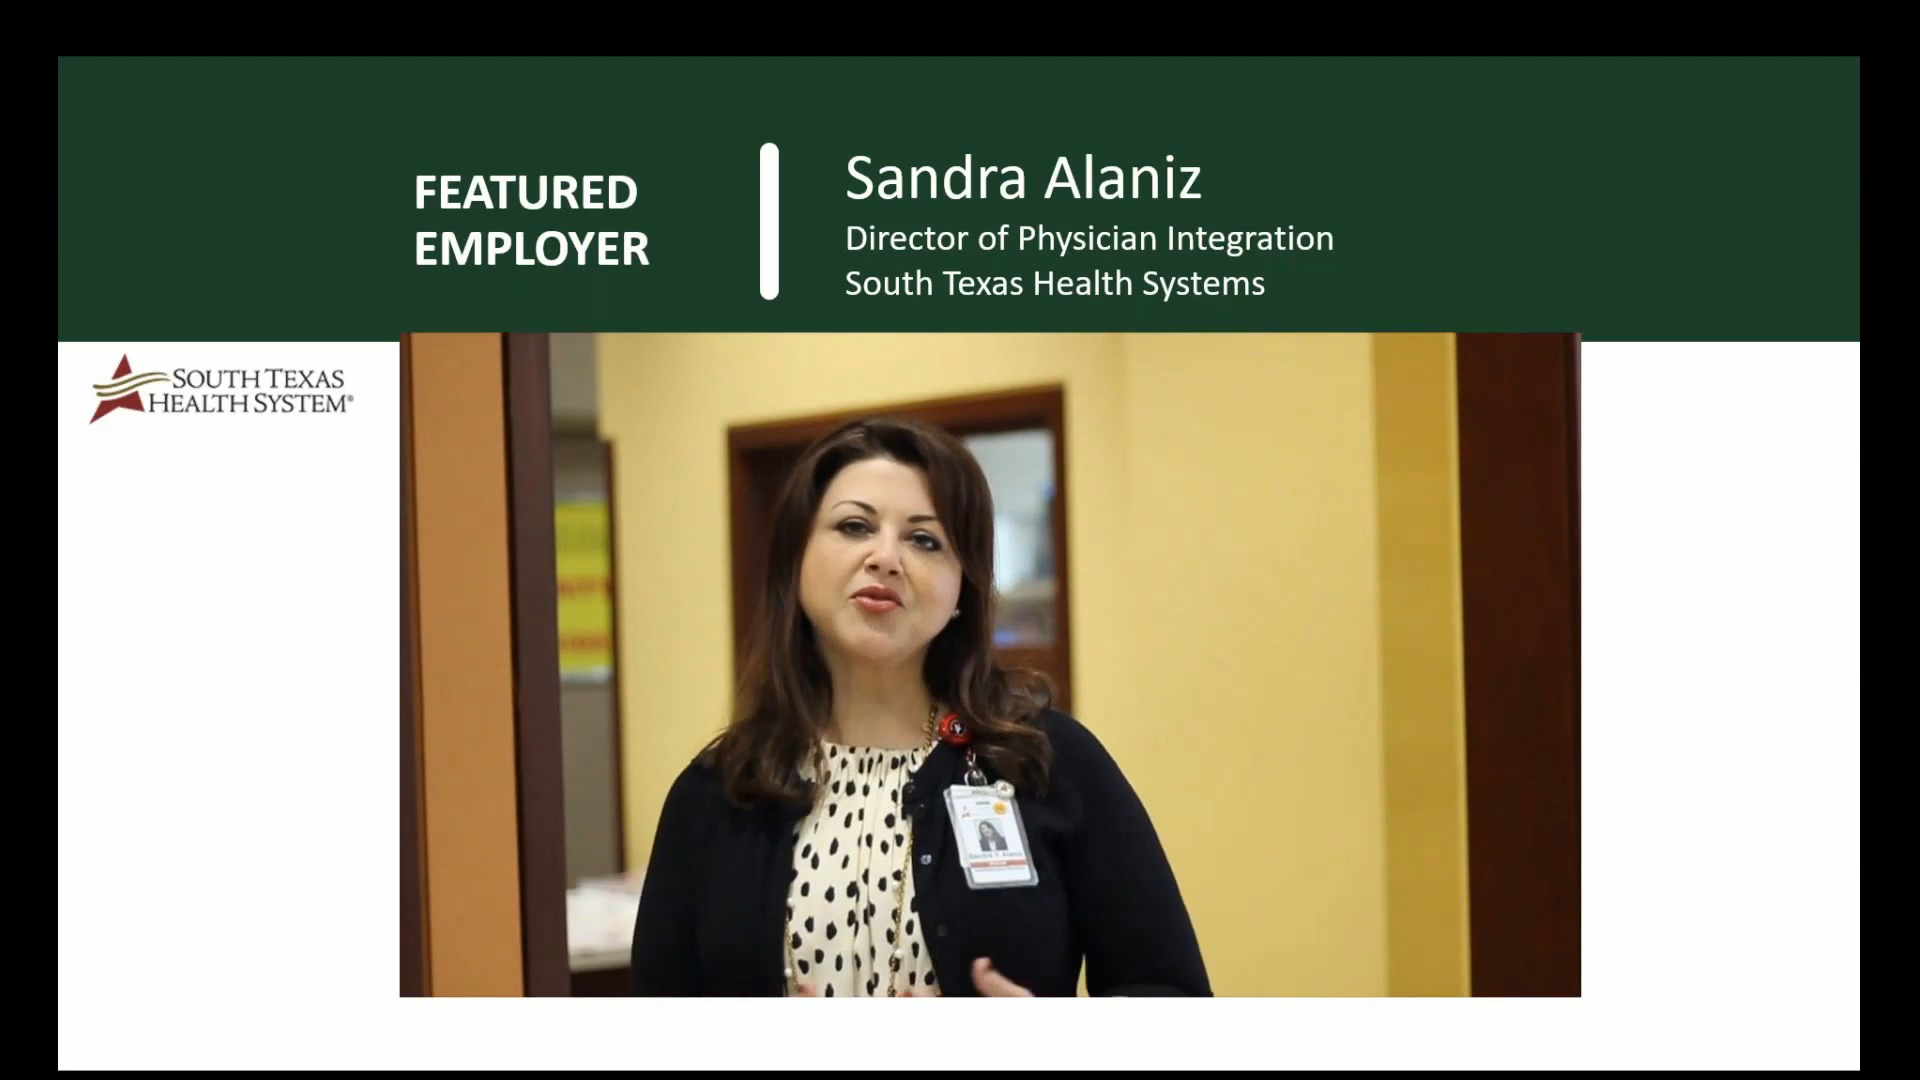 FEATURED
EMPLOYER
Sandra Alaniz
Director of Physician Integration
South Texas Health Systems
SOUTH TEXAS
HEALTH SYSTEM®